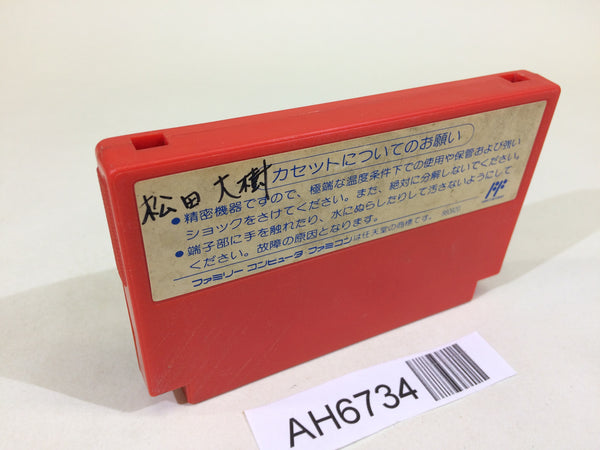 松田 大樹
カセットについてのお願い
●精密機器ですので、極端な温度条件下での使用や保管および強い
ショックをさけてください。また、絶対に分解しないでください。
●端子部に手を触れたり、水にぬらしたりして汚さないようにして
ください。故障の原因となります。
ファミリーコンピュータ・ファミコンは任天堂の商標です。
AH6734